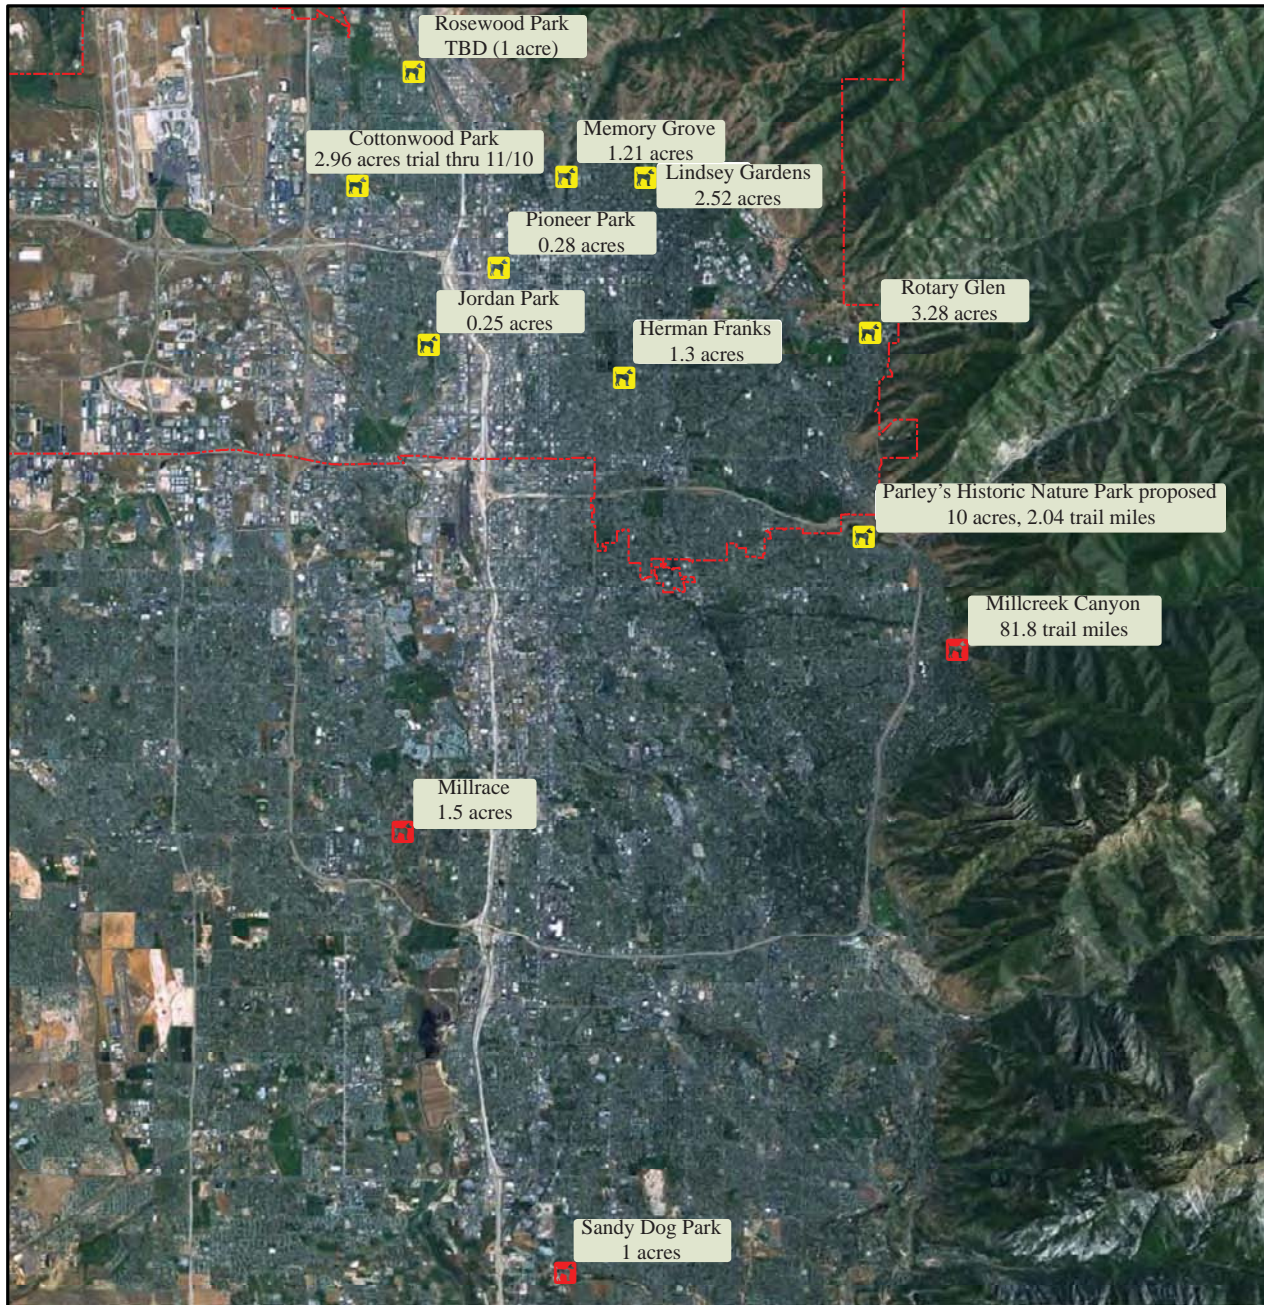 Rosewood Park
TBD (1 acre)
Cottonwood Park
2.96 acres trial thru 11/10
Memory Grove
1.21 acres
Lindsey Gardens
2.52 acres
Pioneer Park
0.28 acres
Jordan Park
0.25 acres
Herman Franks
1.3 acres
Rotary Glen
3.28 acres
Parley's Historic Nature Park proposed
10 acres, 2.04 trail miles
Millcreek Canyon
81.8 trail miles
Millrace
1.5 acres
Sandy Dog Park
1 acres